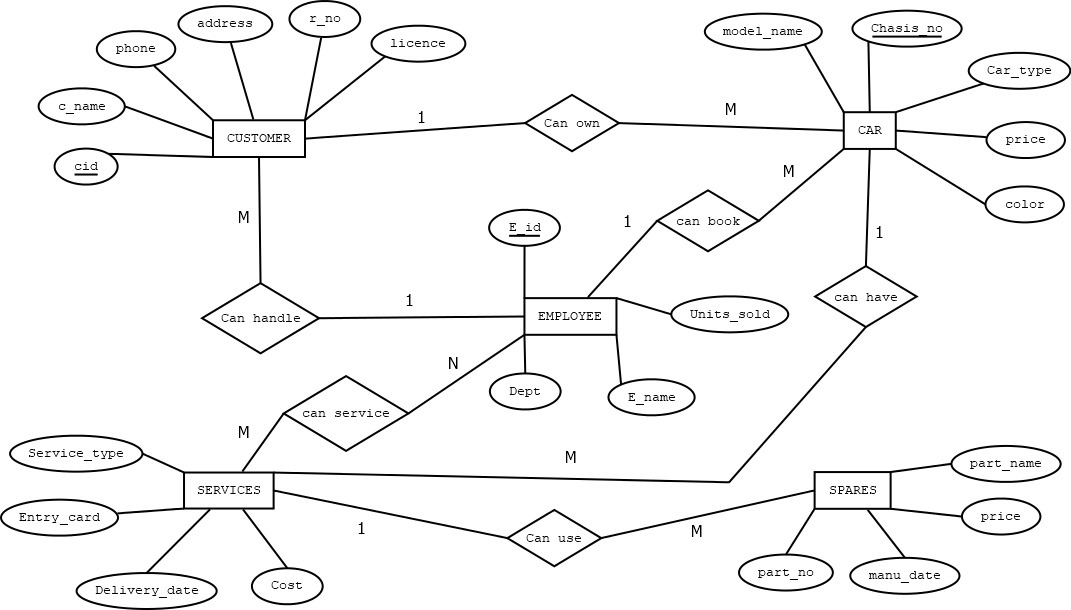 r_no
address
Chasis_no
model_name
licence
phone
Car_type
c_name
M
1
Can own
CAR
CUSTOMER
price
cid
M
color
M
1
can book
E_id
1
can have
1
Units_sold
EMPLOYEE
Can handle
N
Dept
E_name
can service
M
Service_type
M
part_name
SERVICES
SPARES
Entry_card
price
1
M
Can use
part_no
manu_date
Cost
Delivery_date